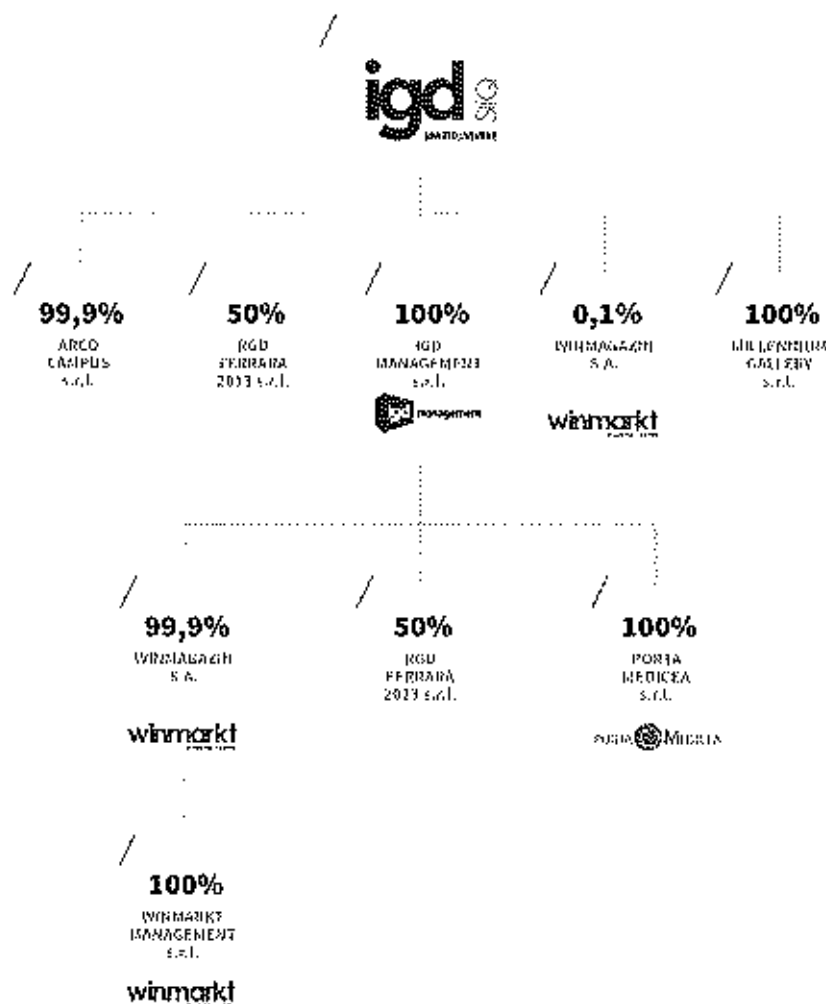 igd SIQ
99,9%
ARCO
CAMPUS
s.r.l.
50%
RGD
FERRARA
2013 s.r.l.
100%
IGD
MANAGEMENT
s.r.l.
management
0,1%
WINMAGAZIN
S.A.
winmarkt
100%
MILLENNIUM
GALLERY
s.r.l.
99,9%
WINMAGAZIN
S.A.
winmarkt
50%
RGD
FERRARA
2013 s.r.l.
100%
PORTA
MEDICEA
s.r.l.
PORTA MEDICEA
100%
WINMARKT
MANAGEMENT
s.r.l.
winmarkt